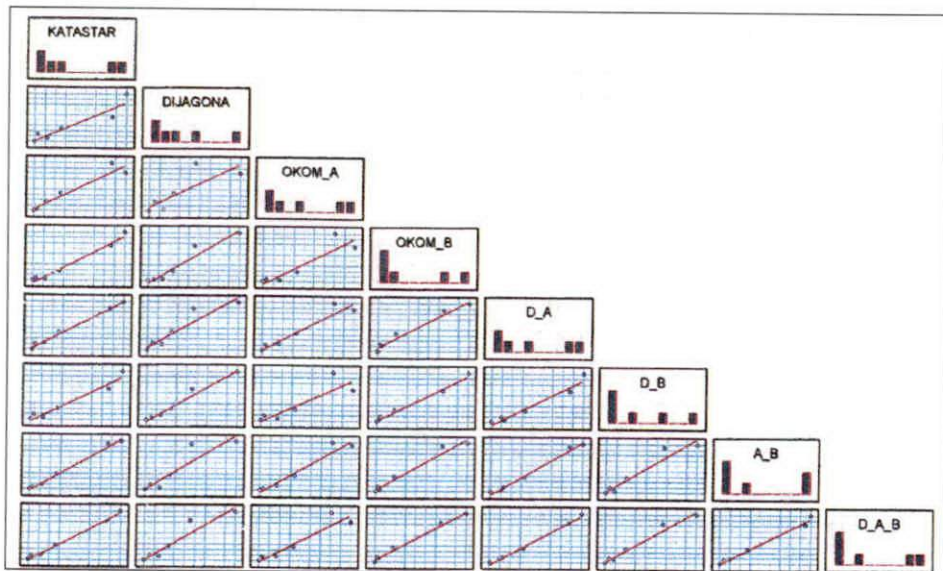 KATASTAR
DIJAGONA
OKOM_A
OKOM_B
D_A
D_B
A_B
D_A_B